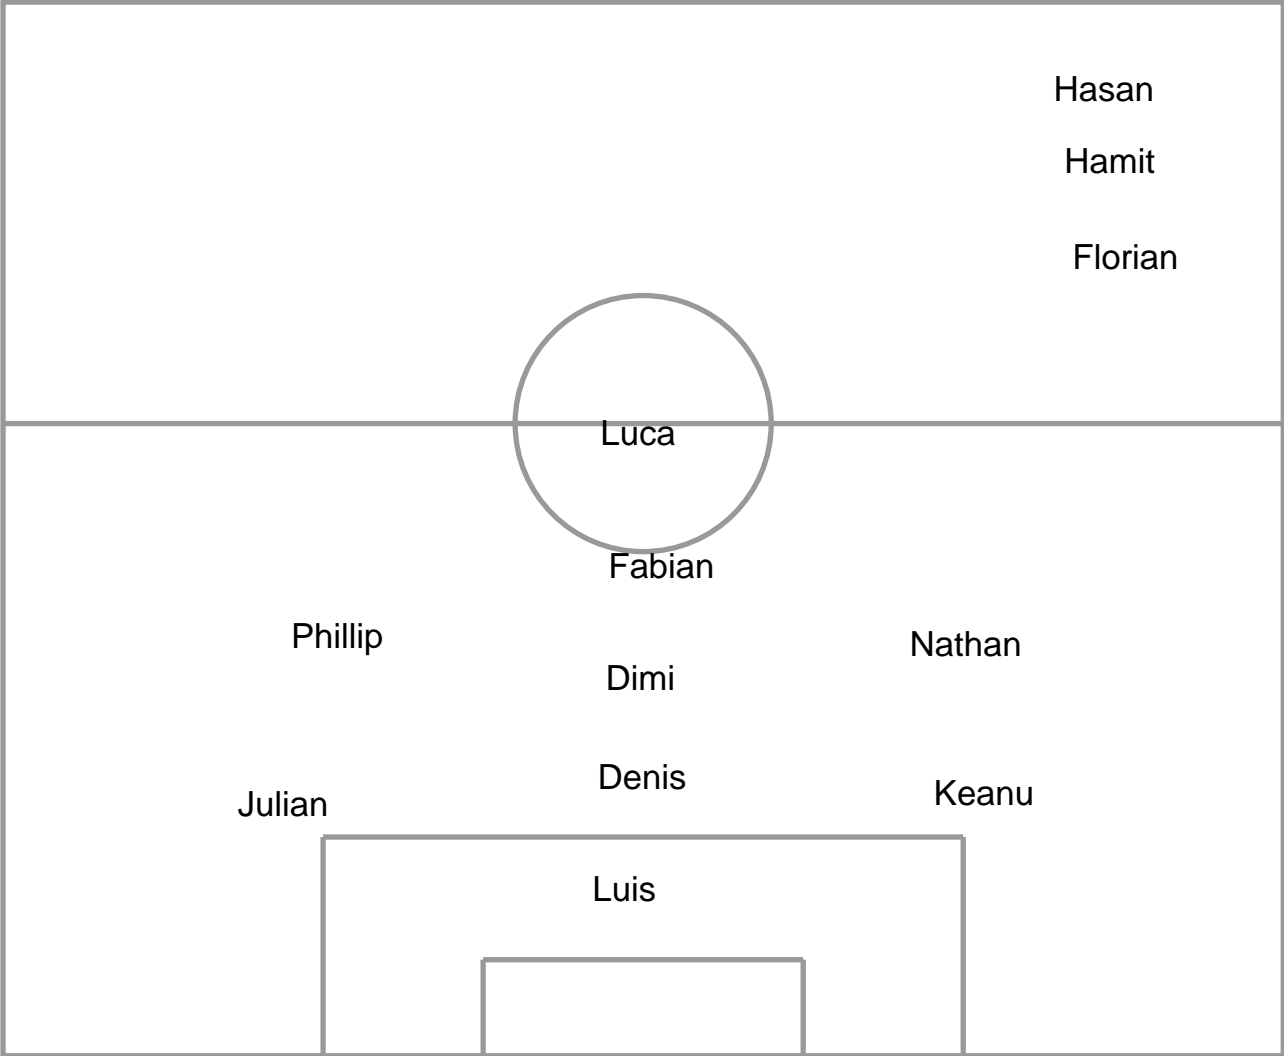 Hasan
Hamit
Florian
Luca
Fabian
Phillip
Nathan
Dimi
Denis
Keanu
Julian
Luis